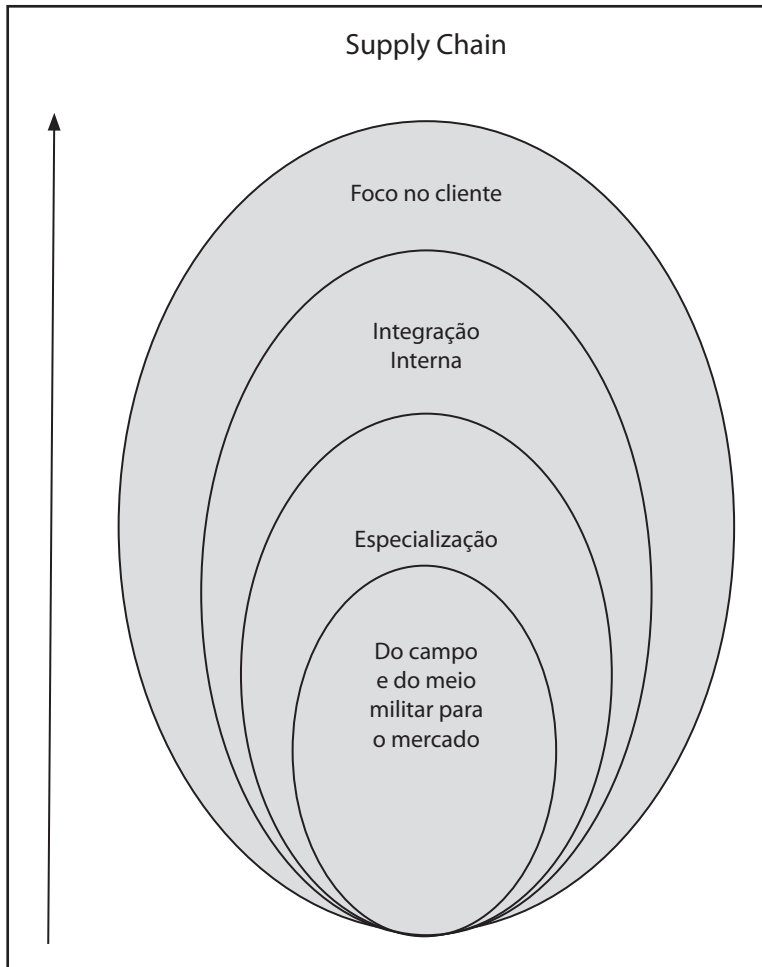 Supply Chain
Foco no cliente
Integração
Interna
Especialização
Do campo
e do meio
militar para
o mercado